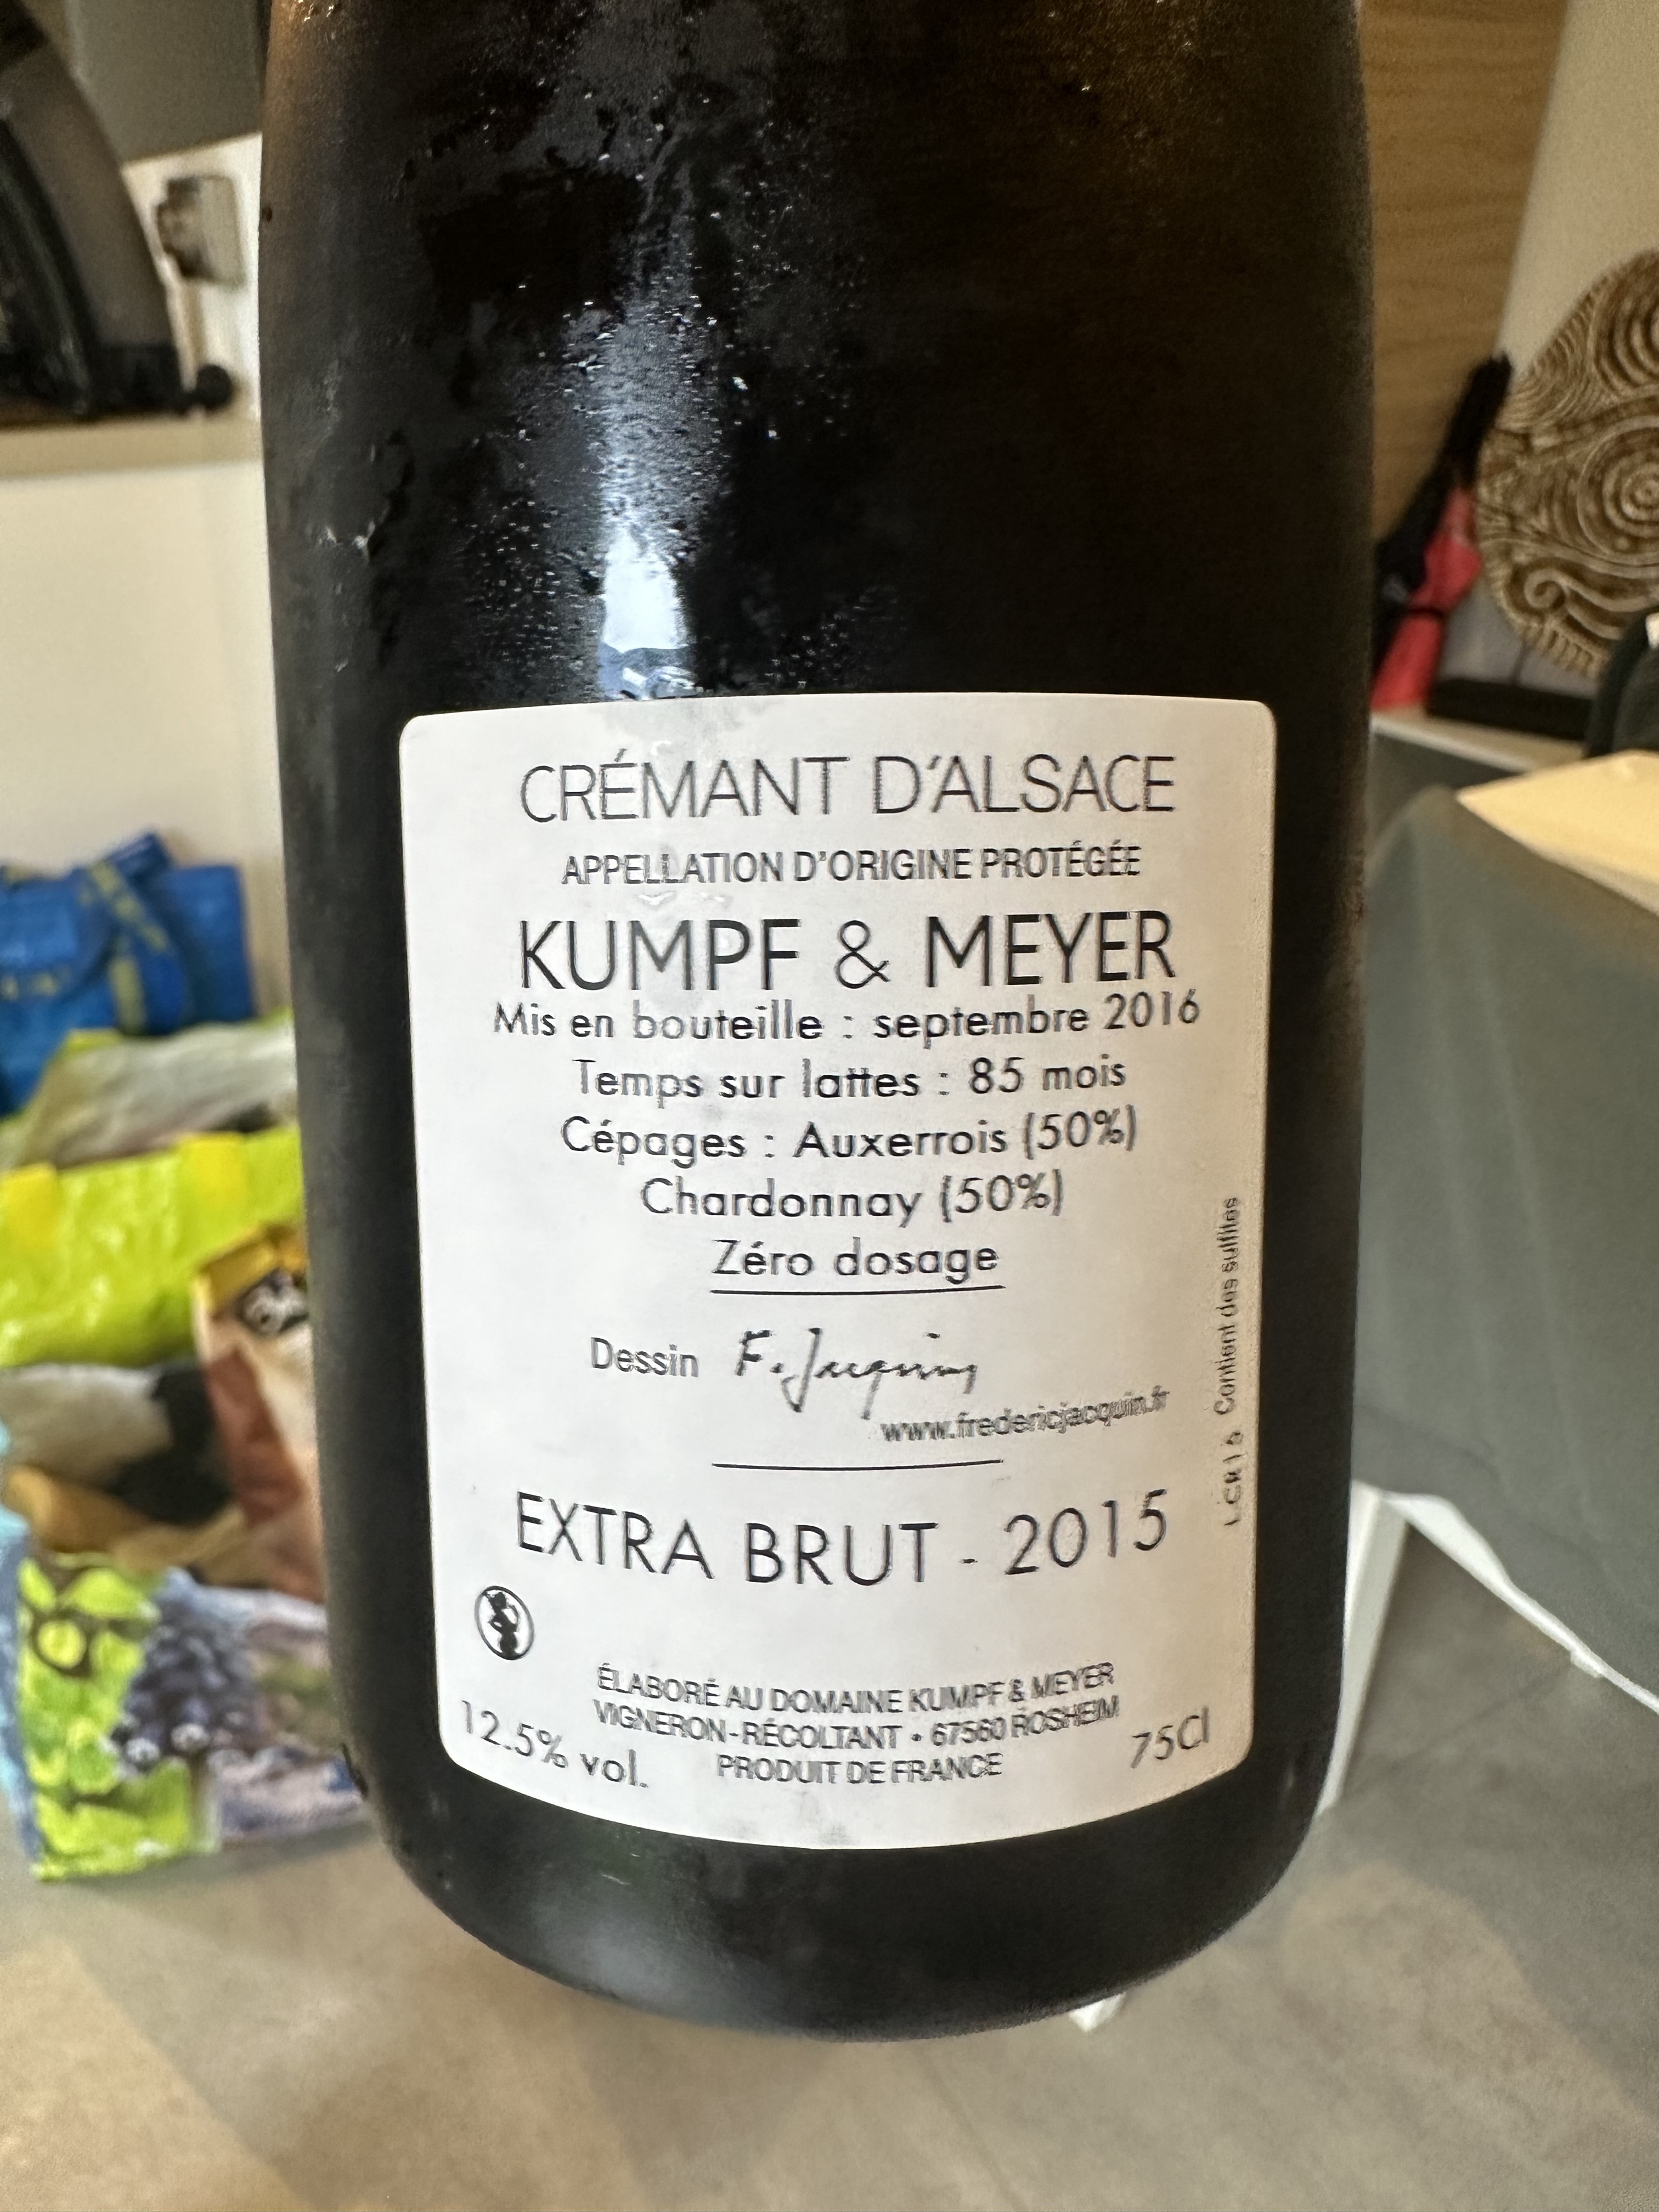 CRÉMANT D'ALSACE
APPELLATION D'ORIGINE PROTÉGÉE
KUMPF & MEYER
Mis en bouteille : septembre 2016
Temps sur lattes : 85 mois
Cépages : Auxerrois (50%)
Chardonnay (50%)
Zéro dosage
Dessin F. Jacquin
www.fredericjacquin.fr
EXTRA BRUT - 2015
ÉLABORÉ AU DOMAINE KUMPF & MEYER
VIGNERON-RÉCOLTANT • 67560 ROSHEIM
PRODUIT DE FRANCE
12.5% vol.
75Cl
Contient des sulfites